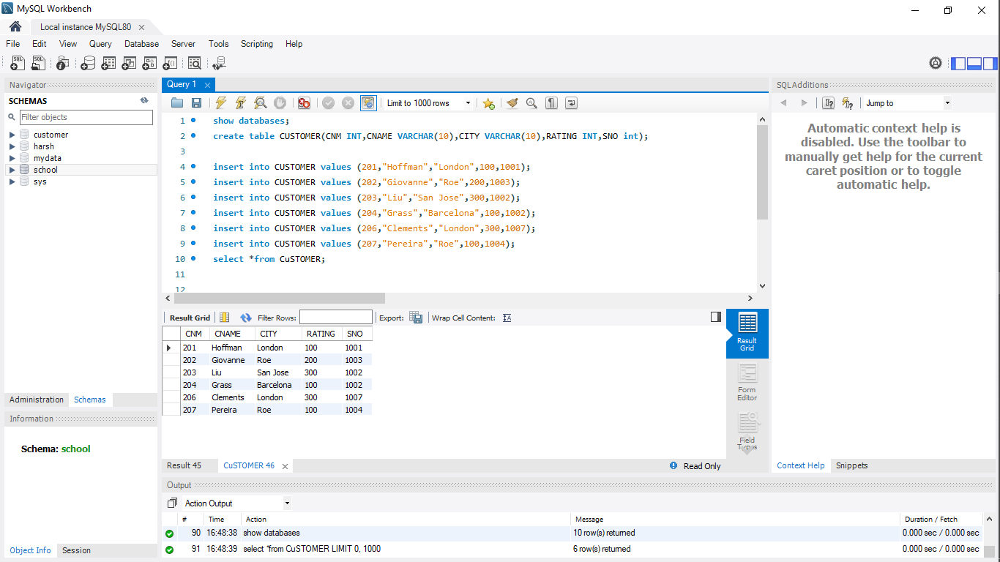 MySQL Workbench
Local instance MySQL80
File Edit View Query Database Server Tools Scripting Help
Navigator
SCHEMAS
Filter objects
customer
harsh
mydata
school
sys
Administration Schemas
Information
Schema: school
Object Info Session
Query 1
Limit to 1000 rows
1 show databases;
2 create table CUSTOMER(CNM INT,CNAME VARCHAR(10),CITY VARCHAR(10),RATING INT,SNO int);
3
4 insert into CUSTOMER values (201,"Hoffman","London",100,1001);
5 insert into CUSTOMER values (202,"Giovanne","Roe",200,1003);
6 insert into CUSTOMER values (203,"Liu","San Jose",300,1002);
7 insert into CUSTOMER values (204,"Grass","Barcelona",100,1002);
8 insert into CUSTOMER values (206,"Clements","London",300,1007);
9 insert into CUSTOMER values (207,"Pereira","Roe",100,1004);
10 select *from CuSTOMER;
11
12
Result Grid Filter Rows: Export: Wrap Cell Content:
CNM CNAME CITY RATING SNO
201 Hoffman London 100 1001
202 Giovanne Roe 200 1003
203 Liu San Jose 300 1002
204 Grass Barcelona 100 1002
206 Clements London 300 1007
207 Pereira Roe 100 1004
Result
Grid
Form
Editor
Field
Types
Result 45 CuSTOMER 46 Read Only
SQLAdditions
Jump to
Automatic context help is
disabled. Use the toolbar to
manually get help for the current
caret position or to toggle
automatic help.
Context Help Snippets
Output
Action Output
# Time Action Message Duration / Fetch
90 16:48:38 show databases 10 row(s) returned 0.000 sec / 0.000 sec
91 16:48:39 select *from CuSTOMER LIMIT 0, 1000 6 row(s) returned 0.000 sec / 0.000 sec